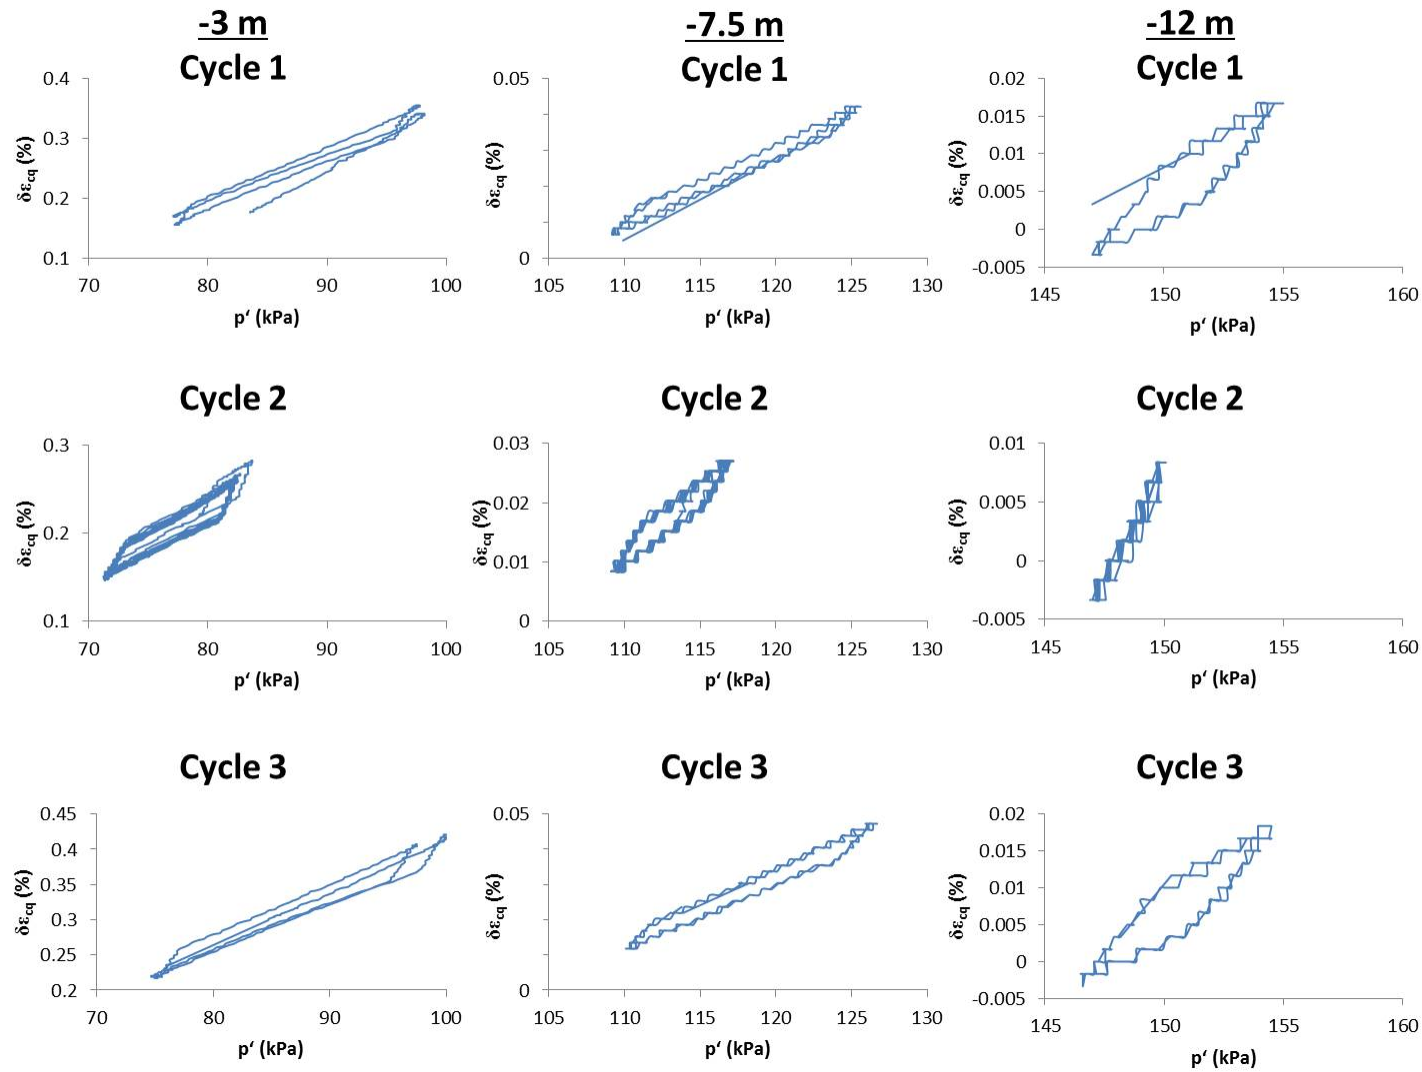 -3 m
-7.5 m
-12 m
Cycle 1
Cycle 1
Cycle 1
0.4
0.3
0.2
0.1
70
80
90
100
δεcq (%)
p‘ (kPa)
0.05
0
105
110
115
120
125
130
δεcq (%)
p‘ (kPa)
0.02
0.015
0.01
0.005
0
-0.005
145
150
155
160
δεcq (%)
p‘ (kPa)
Cycle 2
Cycle 2
Cycle 2
0.3
0.2
0.1
70
80
90
100
δεcq (%)
p‘ (kPa)
0.03
0.02
0.01
0
105
110
115
120
125
130
δεcq (%)
p‘ (kPa)
0.01
0.005
0
-0.005
145
150
155
160
δεcq (%)
p‘ (kPa)
Cycle 3
Cycle 3
Cycle 3
0.45
0.4
0.35
0.3
0.25
0.2
70
80
90
100
δεcq (%)
p‘ (kPa)
0.05
0
105
110
115
120
125
130
δεcq (%)
p‘ (kPa)
0.02
0.015
0.01
0.005
0
-0.005
145
150
155
160
δεcq (%)
p‘ (kPa)